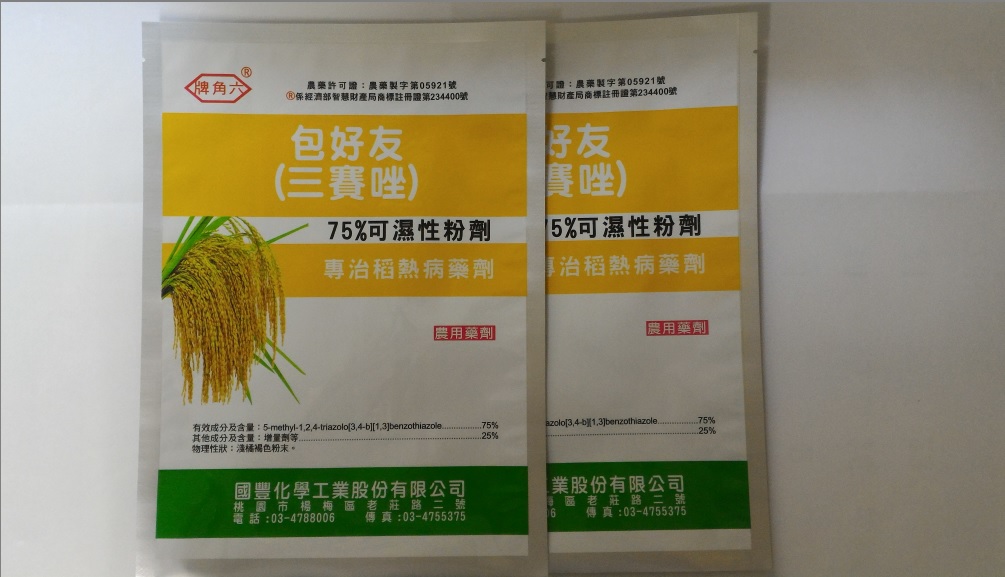 牌角六®
農藥許可證：農藥製字第05921號
®係經濟部智慧財產局商標註冊證第234400號
包好友
(三賽唑)
75%可濕性粉劑
專治稻熱病藥劑
農用藥劑
有效成分及含量：5-methyl-1,2,4-triazolo[3,4-b][1,3]benzothiazole..............75%
其他成分及含量：增量劑等..............25%
物理性狀：淺橘褐色粉末。
國豐化學工業股份有限公司
桃園市楊梅區老莊路二號
電話:03-4788006 傳真:03-4755375
可證：農藥製字第05921號
慧財產局商標註冊證第234400號
好友
賽唑)
75%可濕性粉劑
專治稻熱病藥劑
農用藥劑
azolo[3,4-b][1,3]benzothiazole..............75%
..............25%
業股份有限公司
梅區老莊路二號
06 傳真:03-4755375